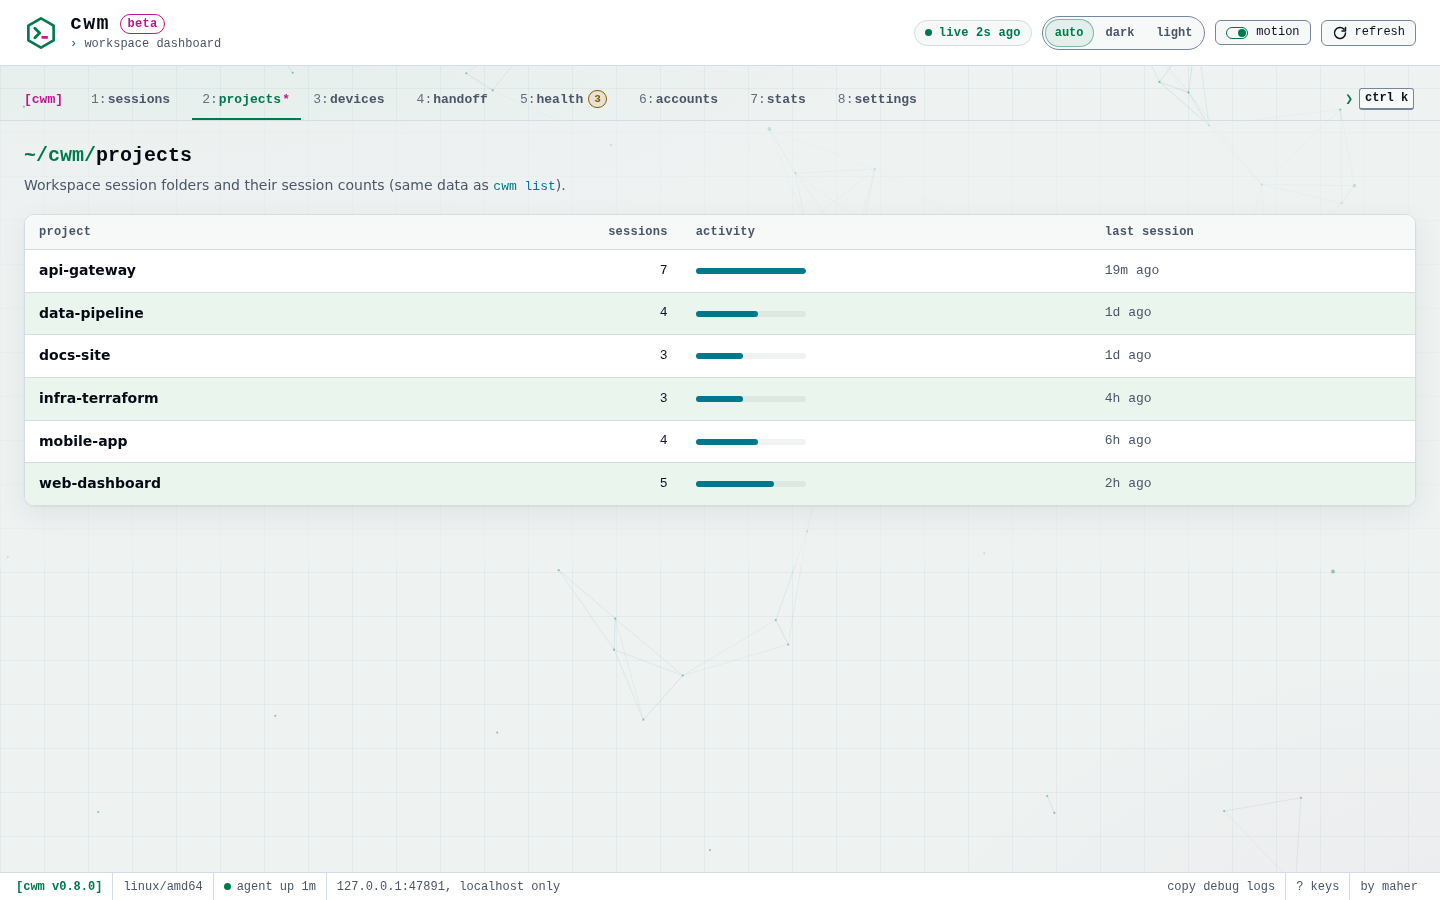 cwm beta
› workspace dashboard
live 2s ago
auto dark light
motion
refresh
[cwm] 1:sessions 2:projects* 3:devices 4:handoff 5:health 3 6:accounts 7:stats 8:settings
❯ ctrl k
~/cwm/projects
Workspace session folders and their session counts (same data as cwm list).
project sessions activity last session
api-gateway 7 19m ago
data-pipeline 4 1d ago
docs-site 3 1d ago
infra-terraform 3 4h ago
mobile-app 4 6h ago
web-dashboard 5 2h ago
[cwm v0.8.0] linux/amd64 agent up 1m 127.0.0.1:47891, localhost only copy debug logs ? keys by maher